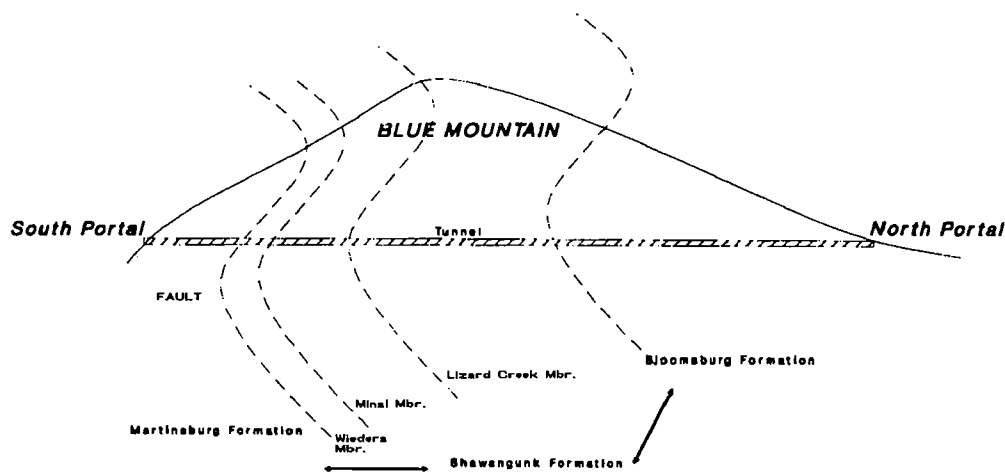 BLUE MOUNTAIN
South Portal
Tunnel
North Portal
FAULT
Bloomsburg Formation
Lizard Creek Mbr.
Minsi Mbr.
Martinsburg Formation
Wieders
Mbr.
Shawangunk Formation